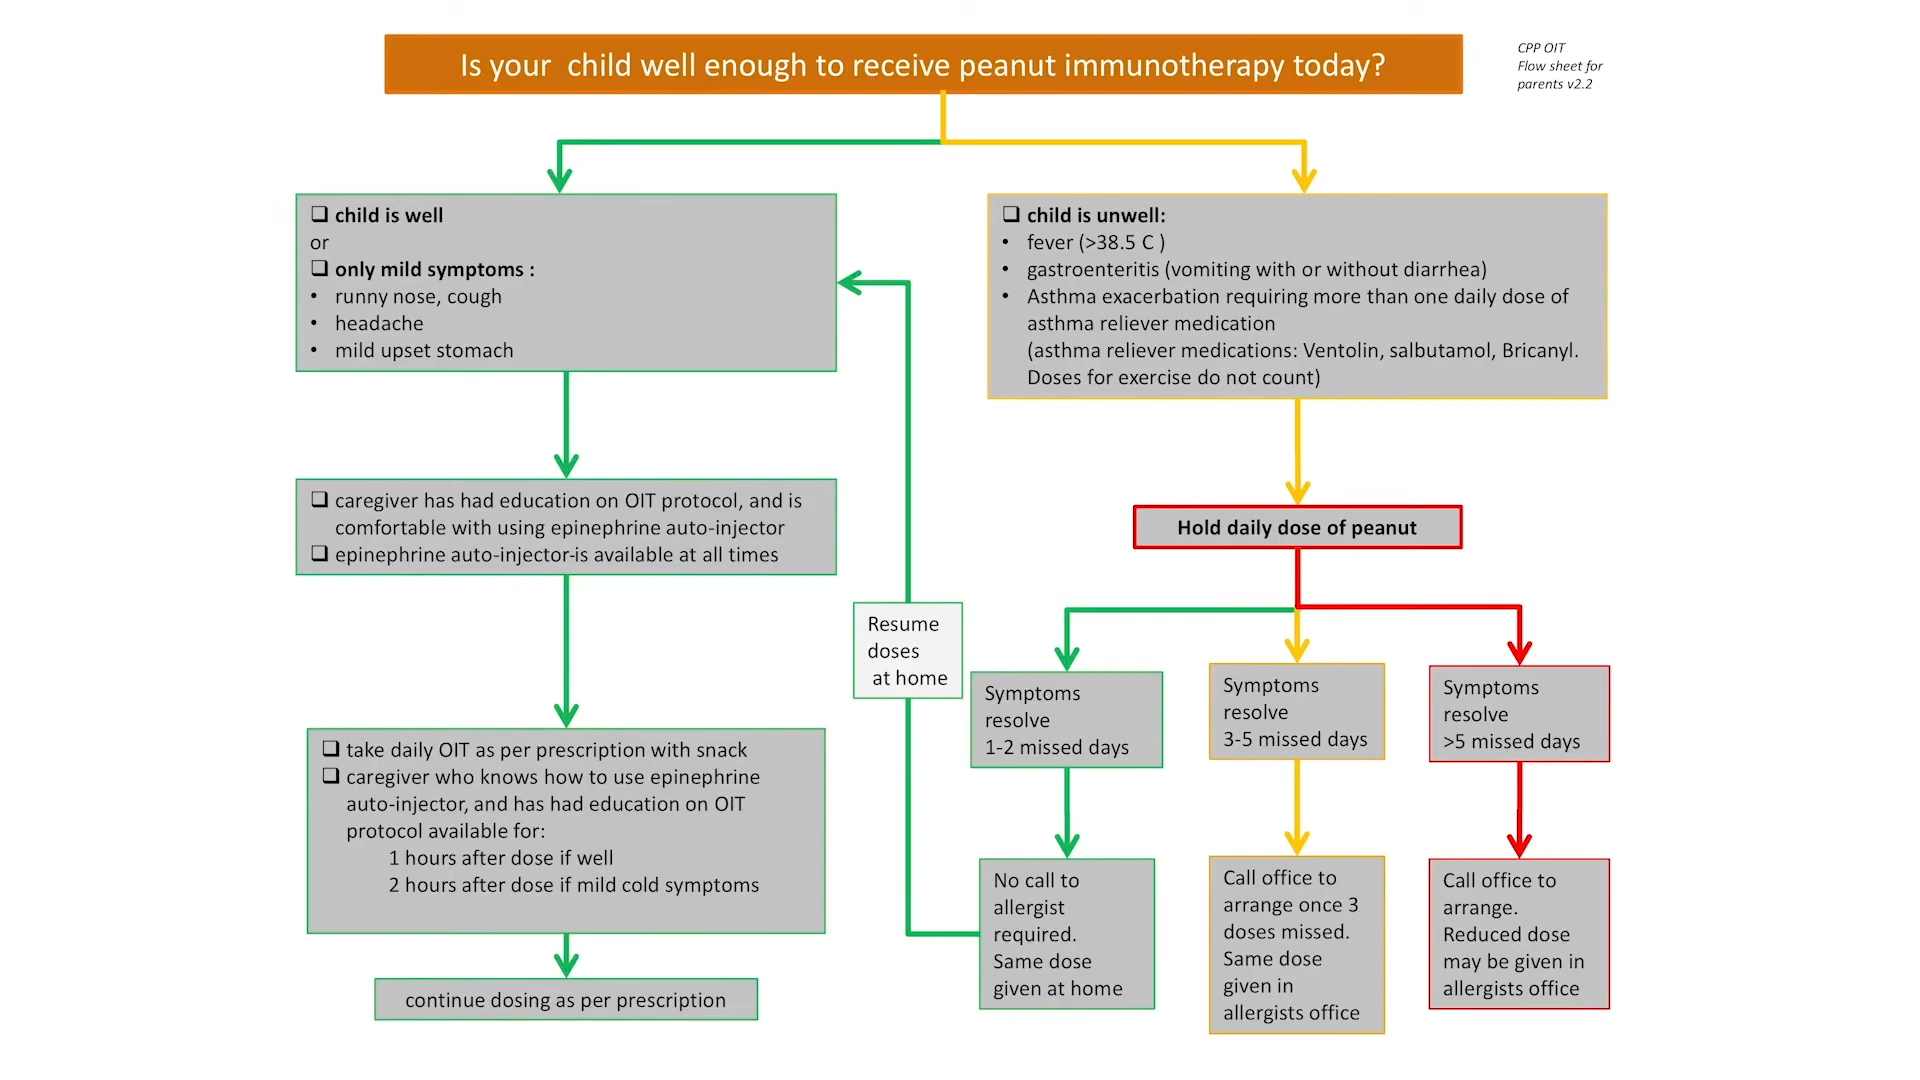 Is your  child well enough to receive peanut immunotherapy today?
CPP OIT
Flow sheet for
parents v2.2
❑ child is well
or
❑ only mild symptoms :
• runny nose, cough
• headache
• mild upset stomach
❑ child is unwell:
• fever (>38.5 C )
• gastroenteritis (vomiting with or without diarrhea)
• Asthma exacerbation requiring more than one daily dose of
asthma reliever medication
(asthma reliever medications: Ventolin, salbutamol, Bricanyl.
Doses for exercise do not count)
❑ caregiver has had education on OIT protocol, and is
comfortable with using epinephrine auto-injector
❑ epinephrine auto-injector-is available at all times
Hold daily dose of peanut
Resume
doses
at home
Symptoms
resolve
1-2 missed days
Symptoms
resolve
3-5 missed days
Symptoms
resolve
>5 missed days
❑ take daily OIT as per prescription with snack
❑ caregiver who knows how to use epinephrine
auto-injector, and has had education on OIT
protocol available for:
1 hours after dose if well
2 hours after dose if mild cold symptoms
No call to
allergist
required.
Same dose
given at home
Call office to
arrange once 3
doses missed.
Same dose
given in
allergists office
Call office to
arrange.
Reduced dose
may be given in
allergists office
continue dosing as per prescription